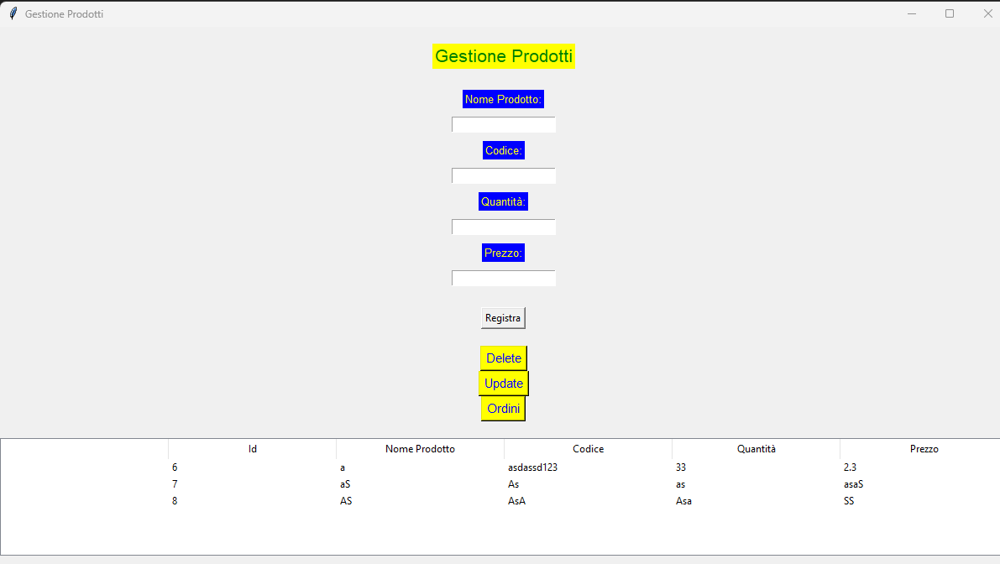 Gestione Prodotti
Gestione Prodotti
Nome Prodotto:
Codice:
Quantità:
Prezzo:
Registra
Delete
Update
Ordini
Id Nome Prodotto Codice Quantità Prezzo
6 a asdassd123 33 2.3
7 aS As as asaS
8 AS AsA Asa SS